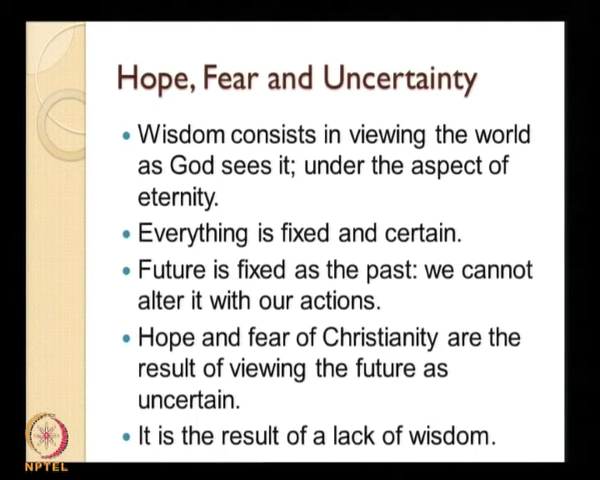 Hope, Fear and Uncertainty
• Wisdom consists in viewing the world
as God sees it; under the aspect of
eternity.
• Everything is fixed and certain.
• Future is fixed as the past: we cannot
alter it with our actions.
• Hope and fear of Christianity are the
result of viewing the future as
uncertain.
• It is the result of a lack of wisdom.
NPTEL